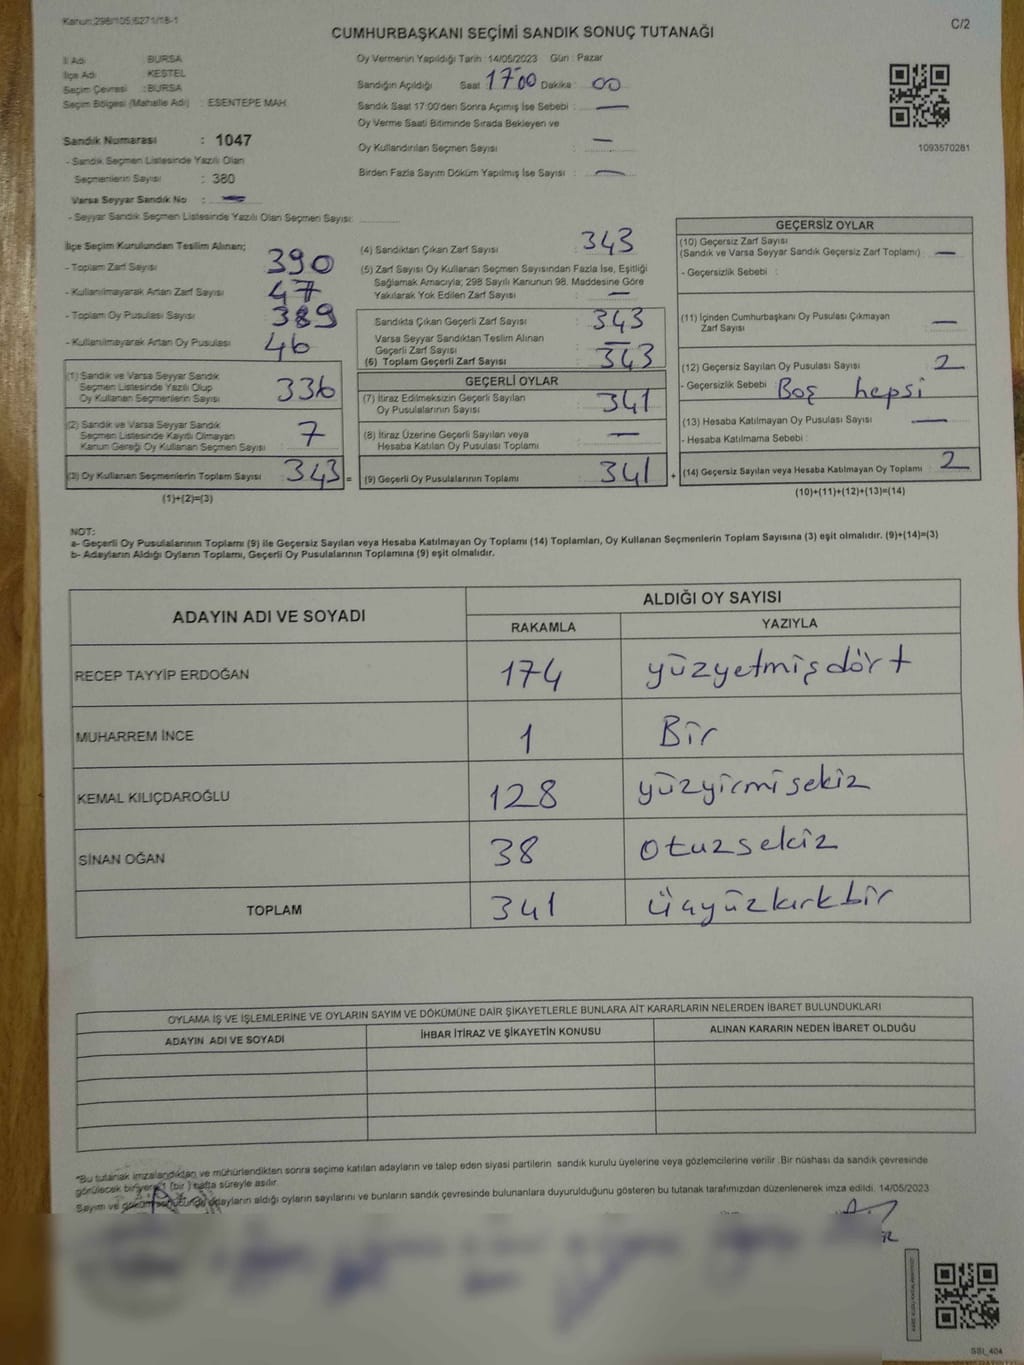 Kanun:298/105;6271/18-1
C/2
CUMHURBAŞKANI SEÇİMİ SANDIK SONUÇ TUTANAĞI
İl Adı : BURSA
İlçe Adı : KESTEL
Seçim Çevresi : BURSA
Seçim Bölgesi (Mahalle Adı) : ESENTEPE MAH.
Sandık Numarası : 1047
- Sandık Seçmen Listesinde Yazılı Olan
Seçmenlerin Sayısı : 380
Varsa Seyyar Sandık No : —
- Seyyar Sandık Seçmen Listesinde Yazılı Olan Seçmen Sayısı:
Oy Vermenin Yapıldığı Tarih : 14/05/2023 Gün : Pazar
Sandığın Açıldığı Saat 17:00 Dakika : 00
Sandık Saat 17:00'den Sonra Açımış İse Sebebi : —
Oy Verme Saati Bitiminde Sırada Bekleyen ve
Oy Kullandırılan Seçmen Sayısı : —
Birden Fazla Sayım Döküm Yapılmış İse Sayısı : —
1093570281
İlçe Seçim Kurulundan Teslim Alınan;
- Toplam Zarf Sayısı 390
- Kullanılmayarak Artan Zarf Sayısı 47
- Toplam Oy Pusulası Sayısı 389
- Kullanılmayarak Artan Oy Pusulası 46
(1) Sandık ve Varsa Seyyar Sandık
Seçmen Listesinde Yazılı Olup
Oy Kullanan Seçmenlerin Sayısı 336
(2) Sandık ve Varsa Seyyar Sandık
Seçmen Listesinde Kayıtlı Olmayan
Kanun Gereği Oy Kullanan Seçmen Sayısı : 7
(3) Oy Kullanan Seçmenlerin Toplam Sayısı : 343 =
(1)+(2)=(3)
(4) Sandıktan Çıkan Zarf Sayısı : 343
(5) Zarf Sayısı Oy Kullanan Seçmen Sayısından Fazla İse, Eşitliği
Sağlamak Amacıyla; 298 Sayılı Kanunun 98. Maddesine Göre
Yakılarak Yok Edilen Zarf Sayısı : —
Sandıkta Çıkan Geçerli Zarf Sayısı : 343
Varsa Seyyar Sandıktan Teslim Alınan
Geçerli Zarf Sayısı : —
(6) Toplam Geçerli Zarf Sayısı : 343
GEÇERLİ OYLAR
(7) İtiraz Edilmeksizin Geçerli Sayılan
Oy Pusulalarının Sayısı : 341
(8) İtiraz Üzerine Geçerli Sayılan veya
Hesaba Katılan Oy Pusulası Toplamı : —
(9) Geçerli Oy Pusulalarının Toplamı : 341 +
GEÇERSİZ OYLAR
(10) Geçersiz Zarf Sayısı
(Sandık ve Varsa Seyyar Sandık Geçersiz Zarf Toplamı) : —
- Geçersizlik Sebebi :
(11) İçinden Cumhurbaşkanı Oy Pusulası Çıkmayan
Zarf Sayısı : —
(12) Geçersiz Sayılan Oy Pusulası Sayısı : 2
- Geçersizlik Sebebi : Boş hepsi
(13) Hesaba Katılmayan Oy Pusulası Sayısı : —
- Hesaba Katılmama Sebebi :
(14) Geçersiz Sayılan veya Hesaba Katılmayan Oy Toplamı : 2
(10)+(11)+(12)+(13)=(14)
NOT:
a- Geçerli Oy Pusulalarının Toplamı (9) ile Geçersiz Sayılan veya Hesaba Katılmayan Oy Toplamı (14) Toplamları, Oy Kullanan Seçmenlerin Toplam Sayısına (3) eşit olmalıdır. (9)+(14)=(3)
b- Adayların Aldığı Oyların Toplamı, Geçerli Oy Pusulalarının Toplamına (9) eşit olmalıdır.
ADAYIN ADI VE SOYADI
ALDIĞI OY SAYISI
RAKAMLA YAZIYLA
RECEP TAYYİP ERDOĞAN 174 yüzyetmişdört
MUHARREM İNCE 1 Bir
KEMAL KILIÇDAROĞLU 128 yüzyirmisekiz
SİNAN OĞAN 38 otuzsekiz
TOPLAM 341 üçyüzkırkbir
OYLAMA İŞ VE İŞLEMLERİNE VE OYLARIN SAYIM VE DÖKÜMÜNE DAİR ŞİKAYETLERLE BUNLARA AİT KARARLARIN NELERDEN İBARET BULUNDUKLARI
ADAYIN ADI VE SOYADI İHBAR İTİRAZ VE ŞİKAYETİN KONUSU ALINAN KARARIN NEDEN İBARET OLDUĞU
*Bu tutanak imzalandıktan ve mühürlendikten sonra seçime katılan adayların ve talep eden siyasi partilerin sandık kurulu üyelerine veya gözlemcilerine verilir .Bir nüshası da sandık çevresinde
görülecek bir yere 1 (bir ) hafta süreyle asılır.
Sayım ve döküm sonucunda adayların aldığı oyların sayılarını ve bunların sandık çevresinde bulunanlara duyurulduğunu gösteren bu tutanak tarafımızdan düzenlenerek imza edildi. 14/05/2023
SBI_404